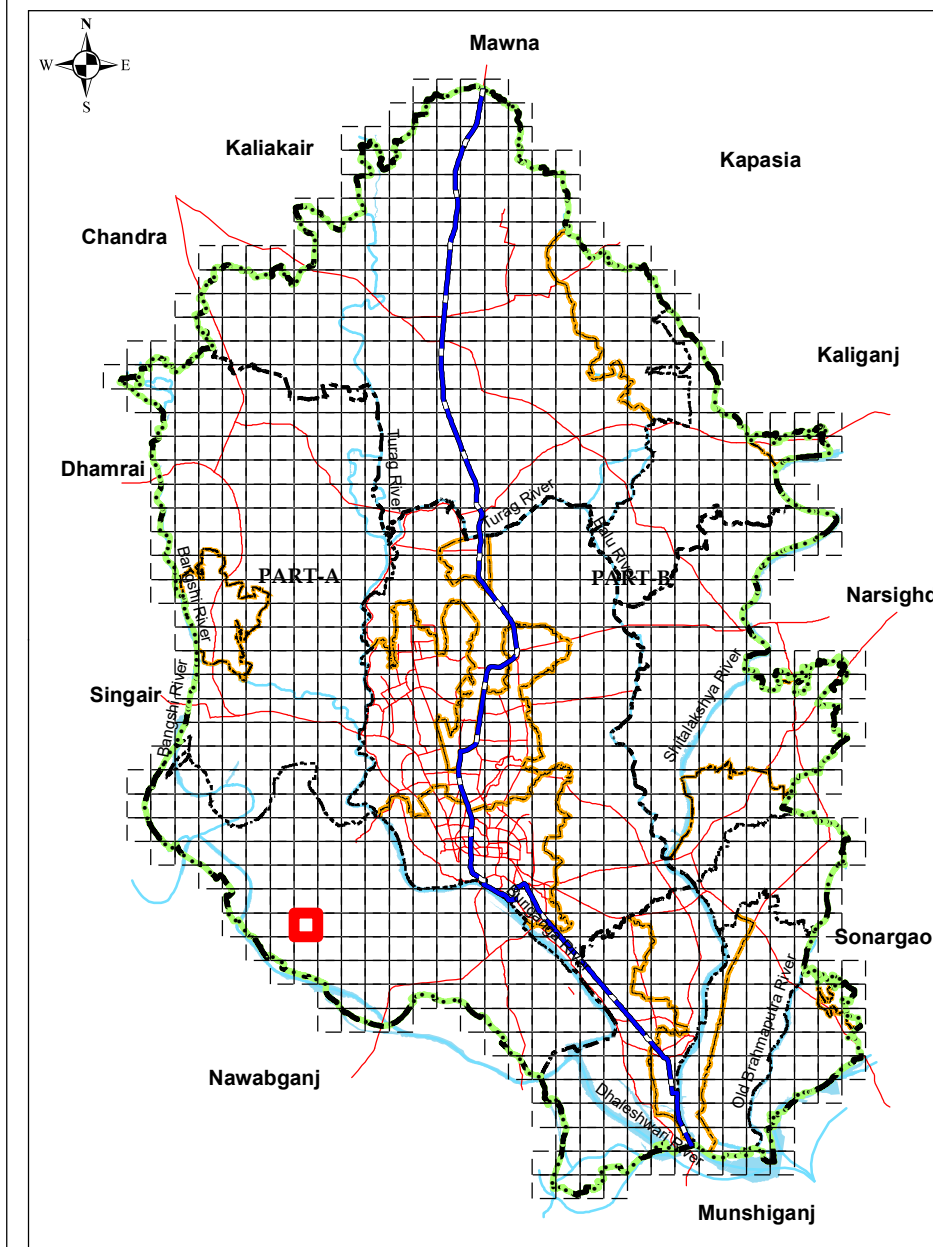 N
W E
S
Mawna
Kaliakair
Kapasia
Chandra
Kaliganj
Turag River
Dhamrai
Turag River
Balu River
Bangshi River
PART-A
PART-B
Narsighd
Shitalakshya River
Singair
Bangshi River
Buriganga River
Sonargao
Old Brahmaputra River
Nawabganj
Dhaleshwari River
Munshiganj